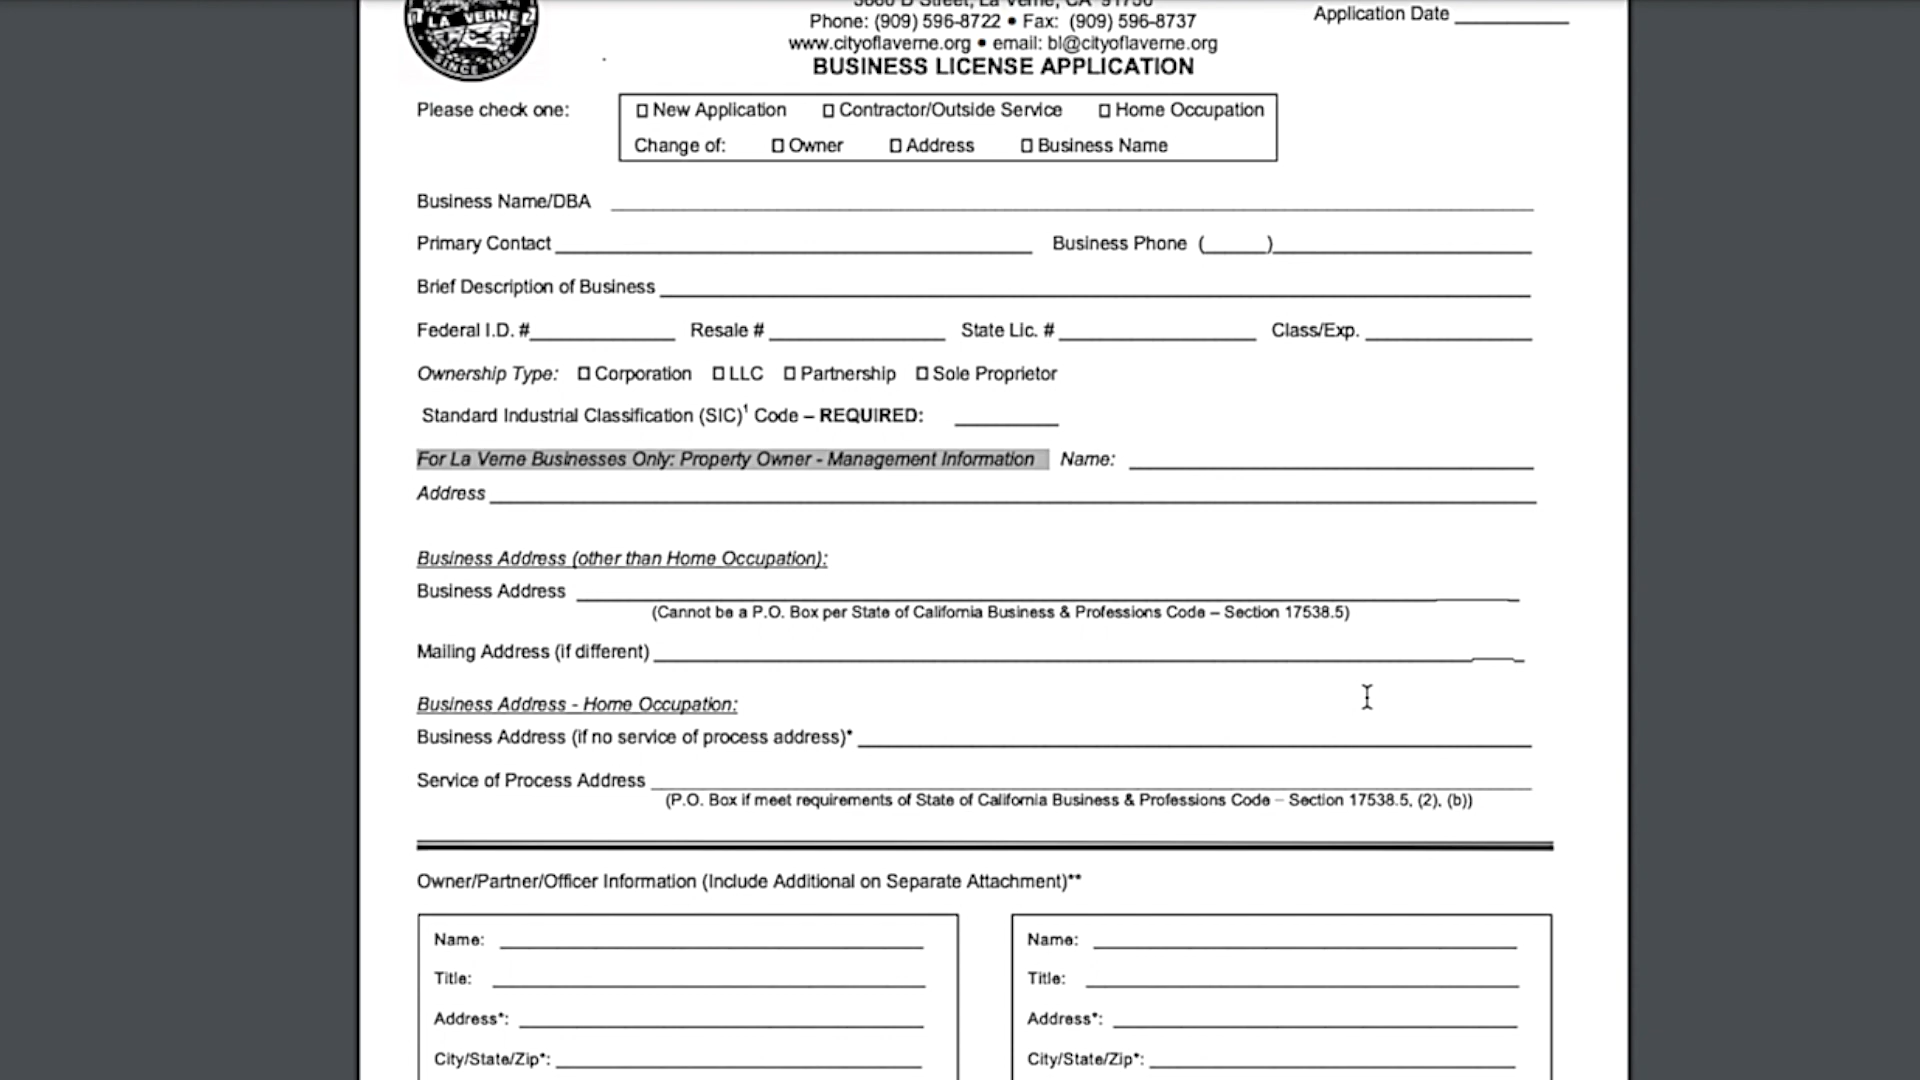 LA VERNE
SINCE 1906
3660 D Street, La Verne, CA 91750
Phone: (909) 596-8722 • Fax: (909) 596-8737
Application Date
www.cityoflaverne.org • email: bl@cityoflaverne.org
BUSINESS LICENSE APPLICATION
Please check one: New Application Contractor/Outside Service Home Occupation
Change of: Owner Address Business Name
Business Name/DBA
Primary Contact Business Phone ( )
Brief Description of Business
Federal I.D. # Resale # State Lic. # Class/Exp.
Ownership Type: Corporation LLC Partnership Sole Proprietor
Standard Industrial Classification (SIC)¹ Code – REQUIRED:
For La Verne Businesses Only: Property Owner - Management Information Name:
Address
Business Address (other than Home Occupation):
Business Address
(Cannot be a P.O. Box per State of California Business & Professions Code – Section 17538.5)
Mailing Address (if different)
Business Address - Home Occupation:
Business Address (if no service of process address)*
Service of Process Address
(P.O. Box if meet requirements of State of California Business & Professions Code – Section 17538.5, (2), (b))
Owner/Partner/Officer Information (Include Additional on Separate Attachment)**
Name:
Title:
Address*:
City/State/Zip*:
Name:
Title:
Address*:
City/State/Zip*: